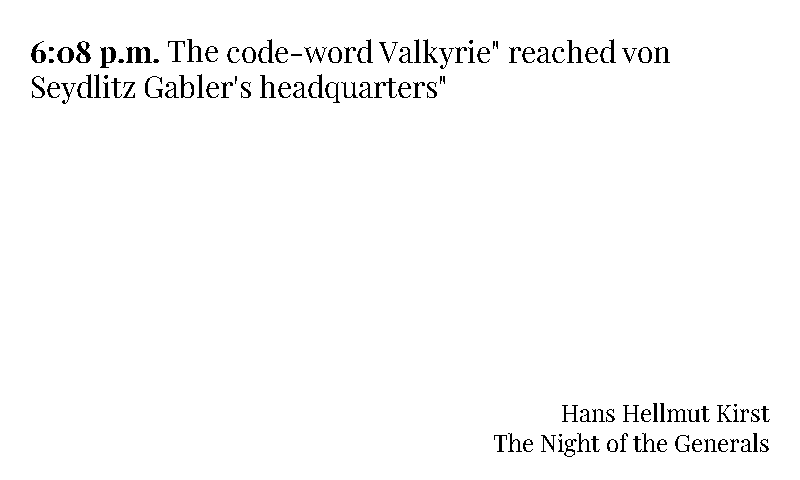 6:08 p.m. The code-word Valkyrie" reached von
Seydlitz Gabler's headquarters"
Hans Hellmut Kirst
The Night of the Generals